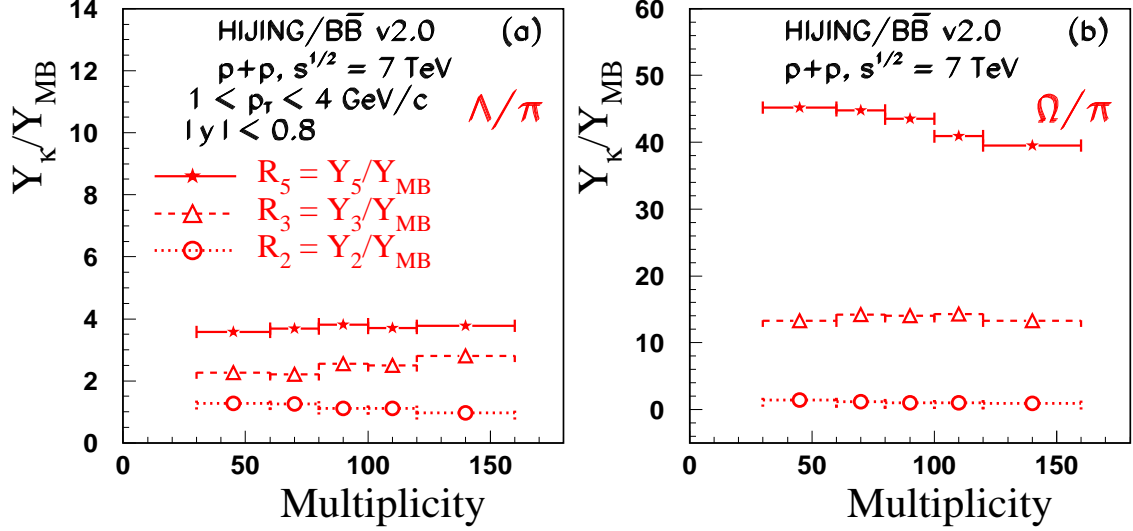 HIJING/BB̅ v2.0 (a)
p+p, s^1/2 = 7 TeV
1 < p_T < 4 GeV/c
|y| < 0.8
Λ/π
R_5 = Y_5/Y_MB
R_3 = Y_3/Y_MB
R_2 = Y_2/Y_MB
Y_κ/Y_MB
14
12
10
8
6
4
2
0
0 50 100 150
Multiplicity
HIJING/BB̅ v2.0 (b)
p+p, s^1/2 = 7 TeV
Ω/π
Y_κ/Y_MB
60
50
40
30
20
10
0
0 50 100 150
Multiplicity